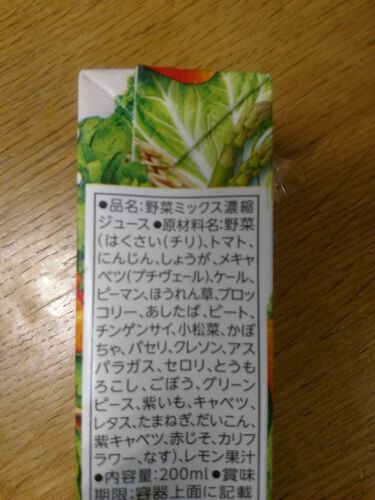 ●品名:野菜ミックス濃縮
ジュース●原材料名:野菜
(はくさい(チリ)、トマト、
にんじん、しょうが、メキャ
ベツ(プチヴェール)、ケール、
ピーマン、ほうれん草、ブロッ
コリー、あしたば、ビート、
チンゲンサイ、小松菜、かぼ
ちゃ、パセリ、クレソン、アス
パラガス、セロリ、とうも
ろこし、ごぼう、グリーン
ピース、紫いも、キャベツ、
レタス、たまねぎ、だいこん、
紫キャベツ、赤じそ、カリフ
ラワー、なす)、レモン果汁
●内容量:200ml●賞味
期限:容器上面に記載